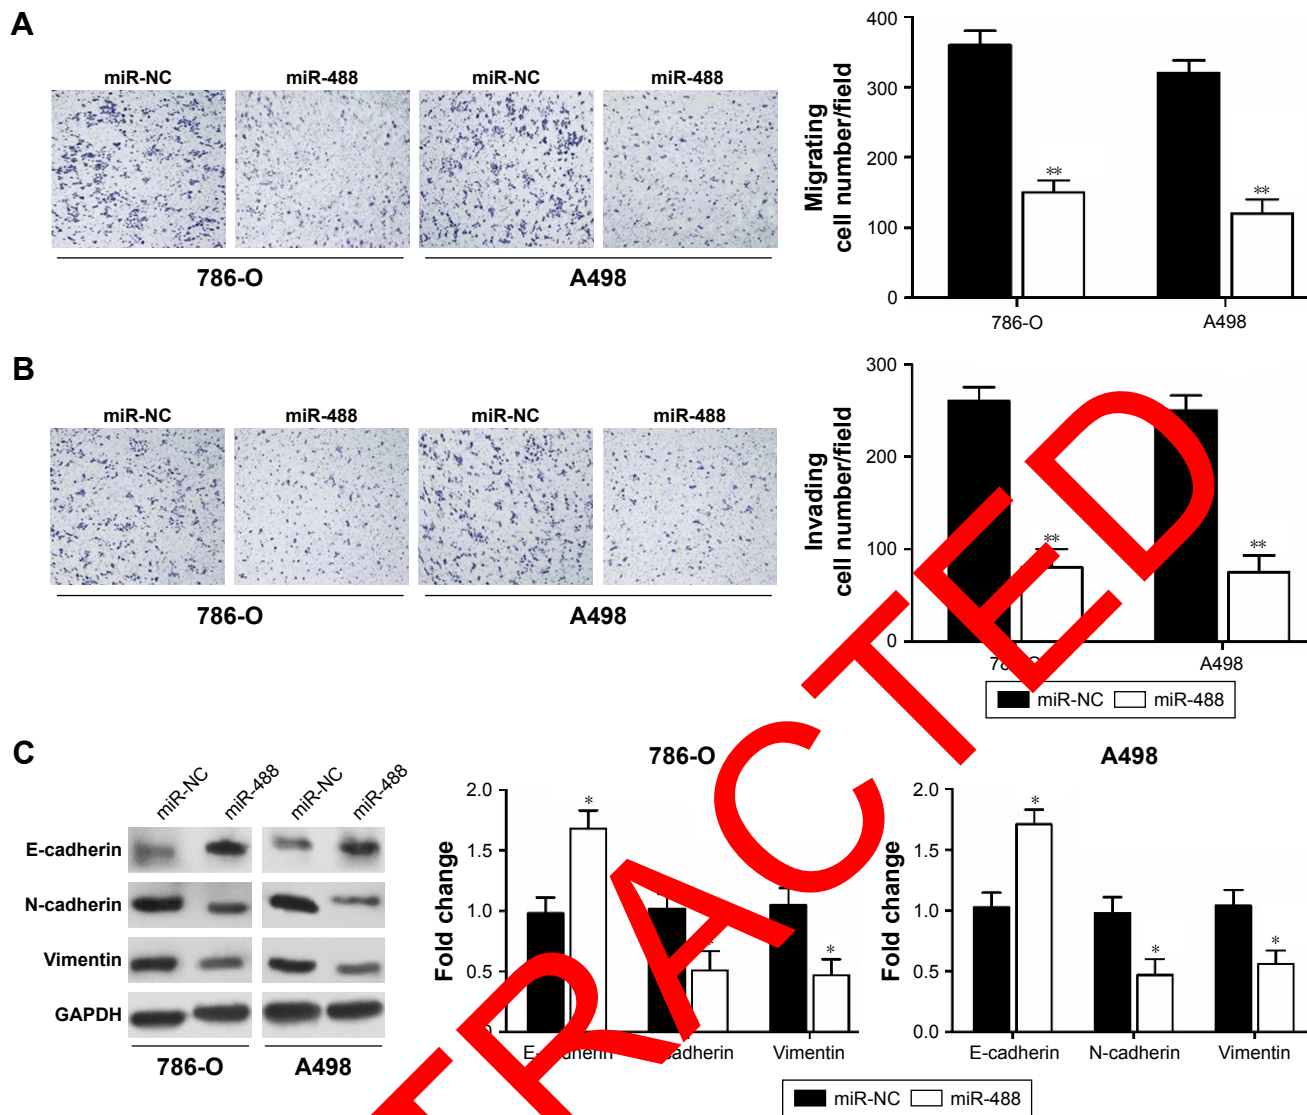 A
miR-NC miR-488 miR-NC miR-488
786-O A498
Migrating
cell number/field
400
300
200
100
0
** **
786-O A498
B
miR-NC miR-488 miR-NC miR-488
786-O A498
Invading
cell number/field
300
200
100
0
** **
A498
miR-NC miR-488
C
miR-NC miR-488 miR-NC miR-488
E-cadherin
N-cadherin
Vimentin
GAPDH
786-O A498
786-O
Fold change
2.0
1.5
1.0
0.5
* *
Vimentin
A498
Fold change
2.0
1.5
1.0
0.5
0.0
* * *
E-cadherin N-cadherin Vimentin
miR-NC miR-488
TRACTED